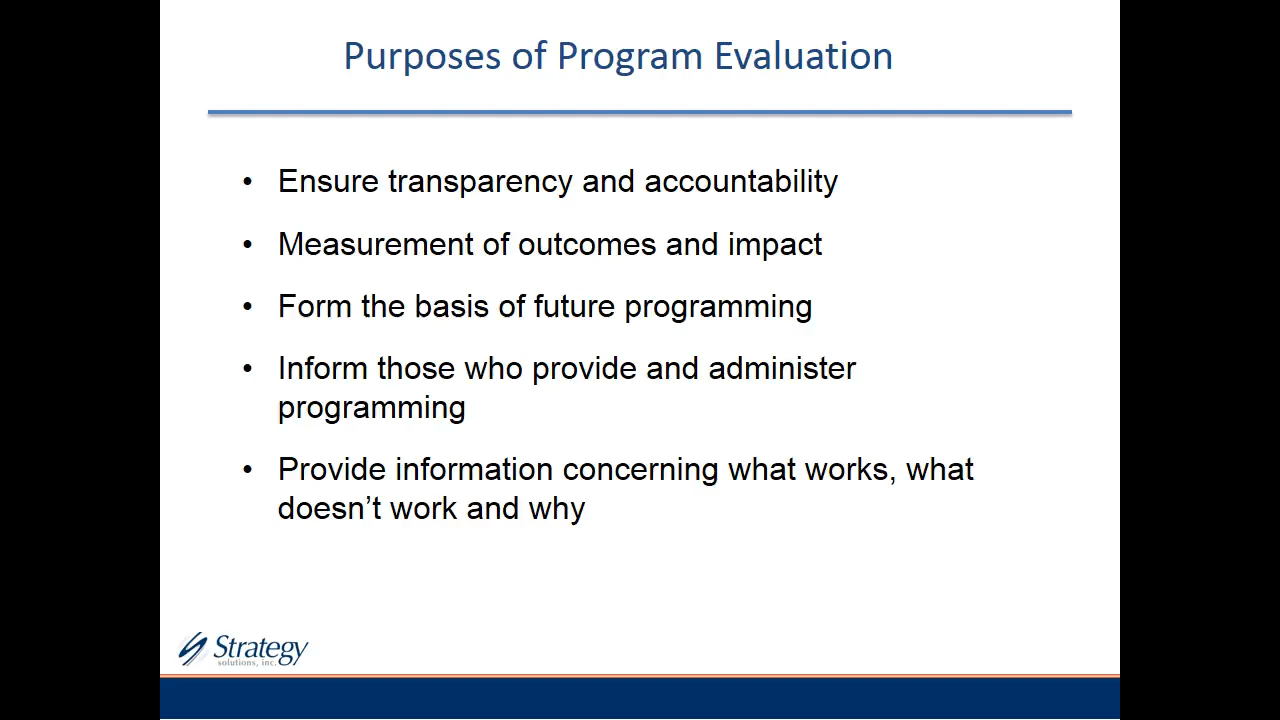 Purposes of Program Evaluation
• Ensure transparency and accountability
• Measurement of outcomes and impact
• Form the basis of future programming
• Inform those who provide and administer
programming
• Provide information concerning what works, what
doesn’t work and why
Strategy
solutions, inc.